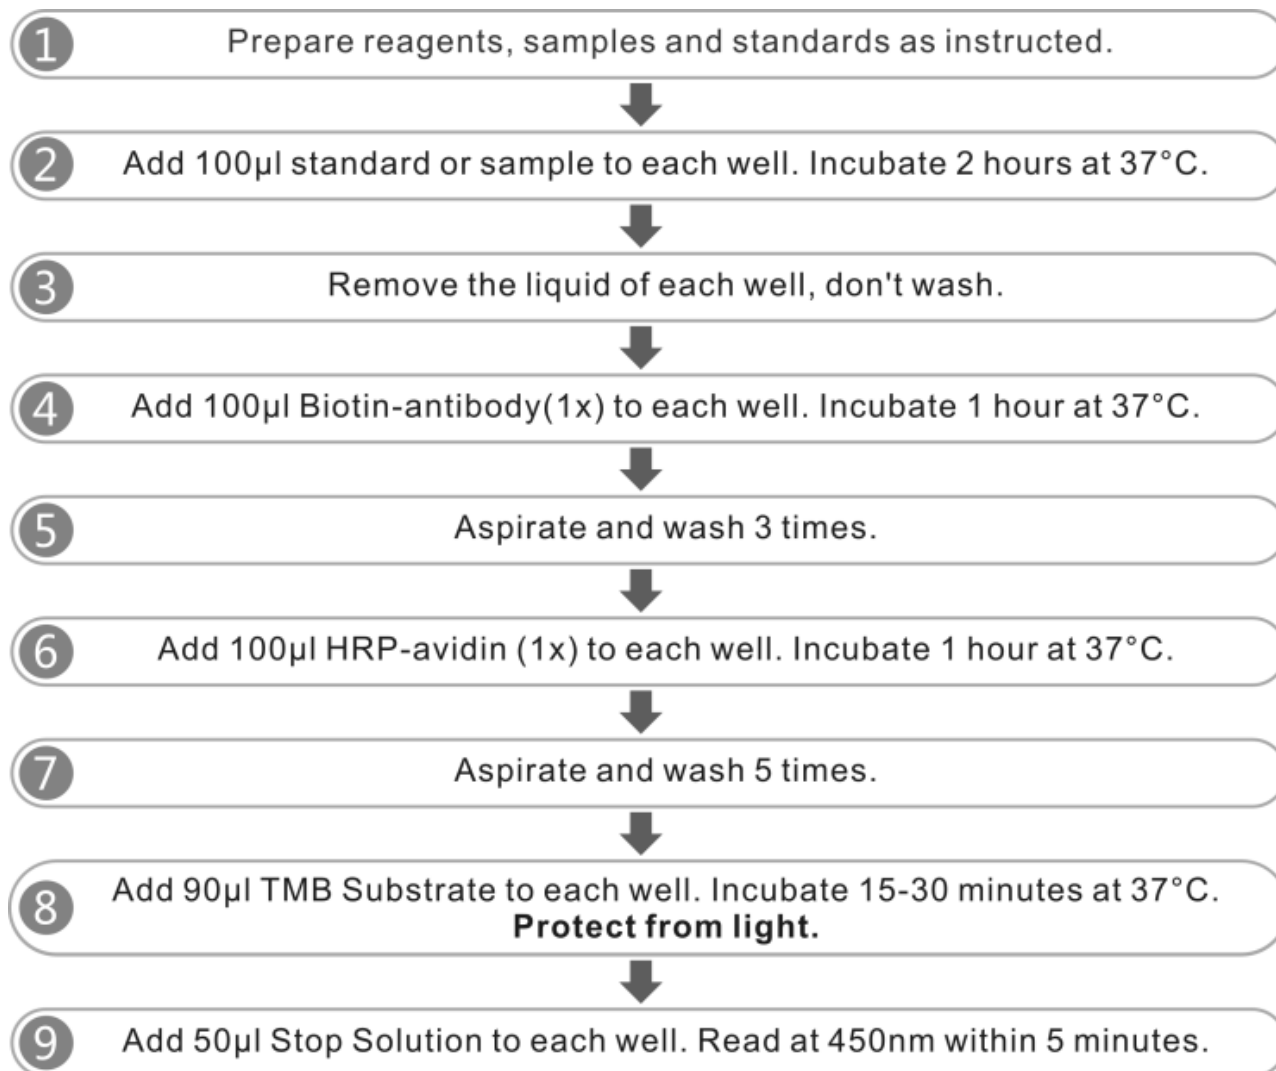 1 Prepare reagents, samples and standards as instructed.
2 Add 100µl standard or sample to each well. Incubate 2 hours at 37°C.
3 Remove the liquid of each well, don't wash.
4 Add 100µl Biotin-antibody(1x) to each well. Incubate 1 hour at 37°C.
5 Aspirate and wash 3 times.
6 Add 100µl HRP-avidin (1x) to each well. Incubate 1 hour at 37°C.
7 Aspirate and wash 5 times.
8 Add 90µl TMB Substrate to each well. Incubate 15-30 minutes at 37°C.
Protect from light.
9 Add 50µl Stop Solution to each well. Read at 450nm within 5 minutes.